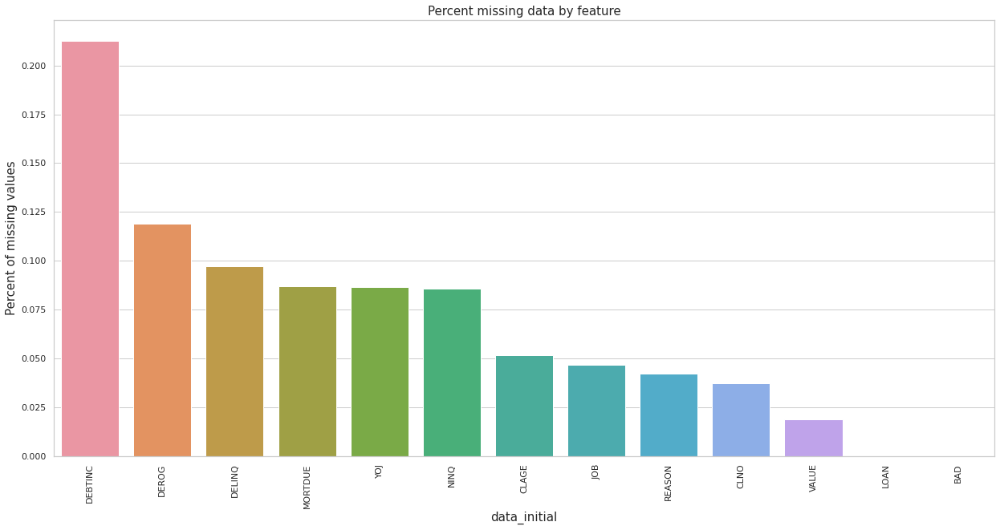 Percent missing data by feature
Percent of missing values
0.200
0.175
0.150
0.125
0.100
0.075
0.050
0.025
0.000
DEBTINC
DEROG
DELINQ
MORTDUE
YOJ
NINQ
CLAGE
JOB
REASON
CLNO
VALUE
LOAN
BAD
data_initial